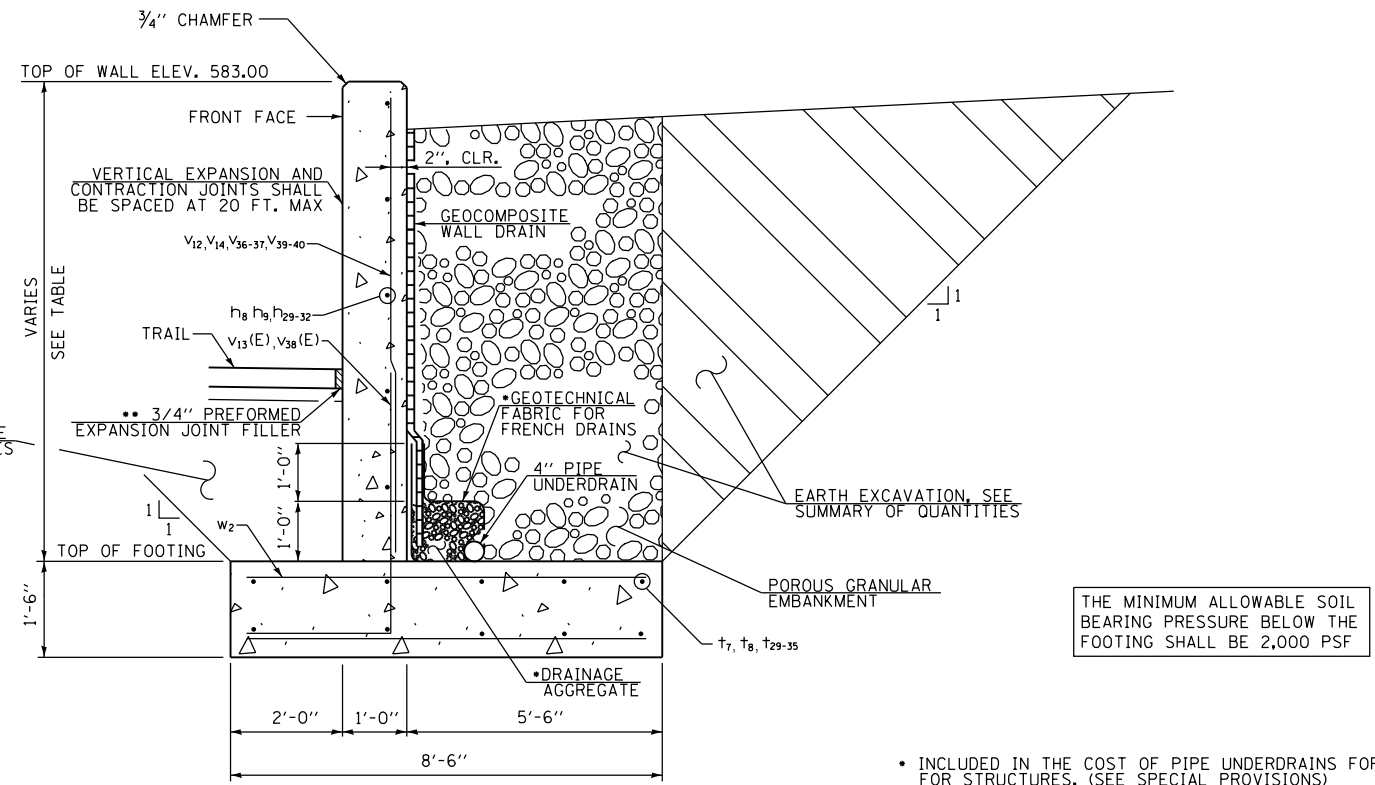 3/4" CHAMFER
TOP OF WALL ELEV. 583.00
FRONT FACE
VERTICAL EXPANSION AND
CONTRACTION JOINTS SHALL
BE SPACED AT 20 FT. MAX
2", CLR.
GEOCOMPOSITE
WALL DRAIN
V12,V14,V36-37,V39-40
h8 h9,h29-32
V13(E),V38(E)
VARIES
SEE TABLE
TRAIL
** 3/4" PREFORMED
EXPANSION JOINT FILLER
*GEOTECHNICAL
FABRIC FOR
FRENCH DRAINS
4" PIPE
UNDERDRAIN
1'-0"
1'-0"
1
1
1
1
EARTH EXCAVATION, SEE
SUMMARY OF QUANTITIES
W2
TOP OF FOOTING
1'-6"
POROUS GRANULAR
EMBANKMENT
THE MINIMUM ALLOWABLE SOIL
BEARING PRESSURE BELOW THE
FOOTING SHALL BE 2,000 PSF
t7, t8, t29-35
*DRAINAGE
AGGREGATE
2'-0"
1'-0"
5'-6"
8'-6"
* INCLUDED IN THE COST OF PIPE UNDERDRAINS FOR
FOR STRUCTURES. (SEE SPECIAL PROVISIONS)